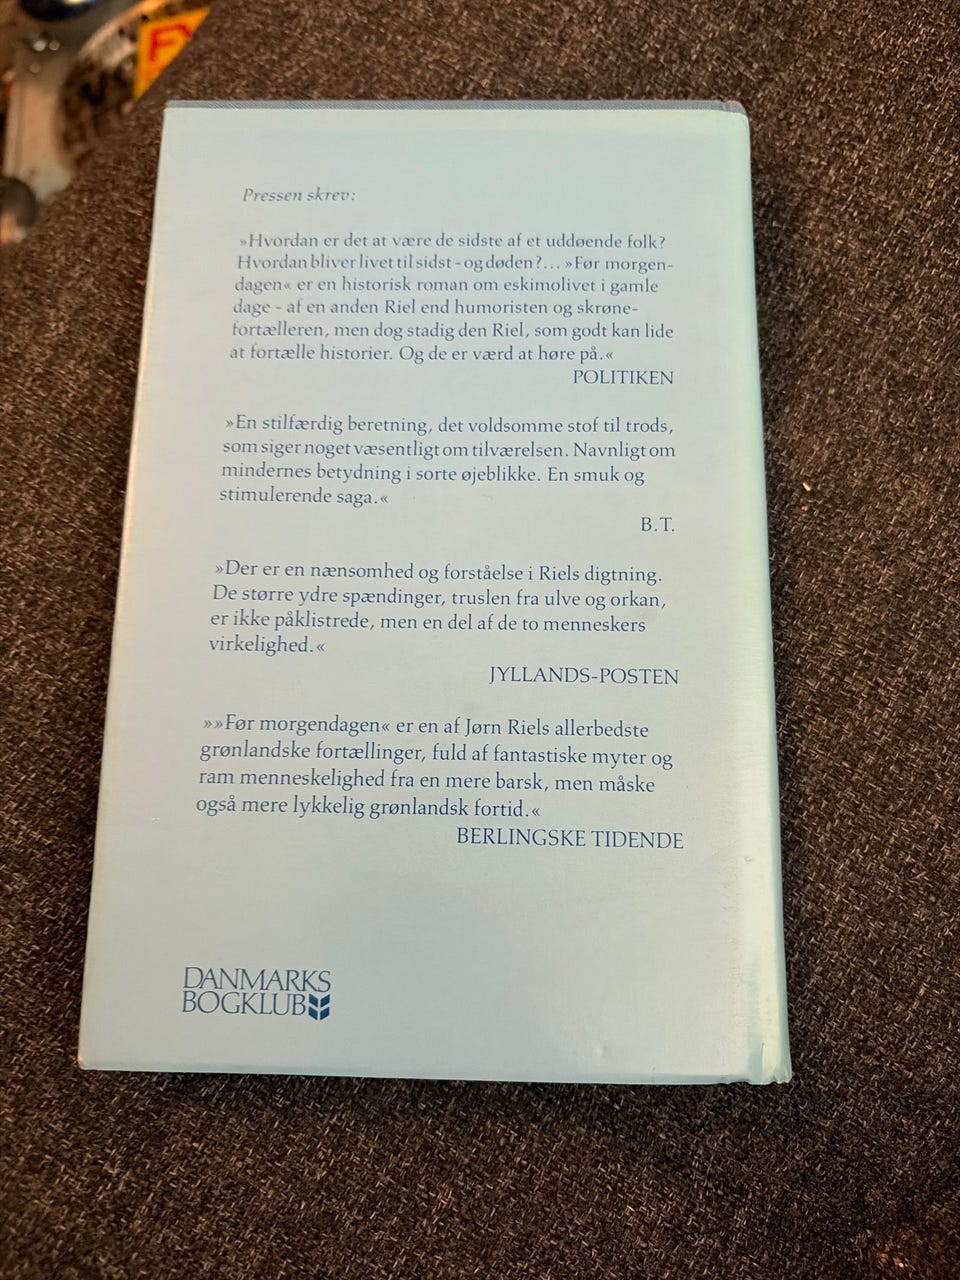 Pressen skrev:
»Hvordan er det at være de sidste af et uddøende folk?
Hvordan bliver livet til sidst - og døden?... »Før morgen-
dagen« er en historisk roman om eskimolivet i gamle
dage - af en anden Riel end humoristen og skrøne-
fortælleren, men dog stadig den Riel, som godt kan lide
at fortælle historier. Og de er værd at høre på.«
POLITIKEN
»En stilfærdig beretning, det voldsomme stof til trods,
som siger noget væsentligt om tilværelsen. Navnligt om
mindernes betydning i sorte øjeblikke. En smuk og
stimulerende saga.«
B.T.
»Der er en nænsomhed og forståelse i Riels digtning.
De større ydre spændinger, truslen fra ulve og orkan,
er ikke påklistrede, men en del af de to menneskers
virkelighed.«
JYLLANDS-POSTEN
»»Før morgendagen« er en af Jørn Riels allerbedste
grønlandske fortællinger, fuld af fantastiske myter og
ram menneskelighed fra en mere barsk, men måske
også mere lykkelig grønlandsk fortid.«
BERLINGSKE TIDENDE
DANMARKS
BOGKLUB